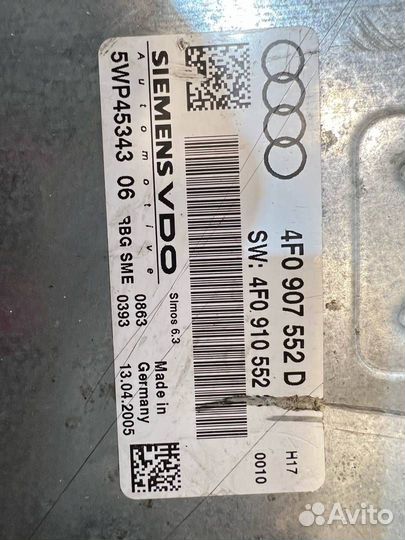 4F0 907 552 D
H17
SW: 4F0 910 552
0010
Simos 6.3
SIEMENS VDO
Automotive
Made in
Germany
13.04.2005
5WP45343 06
BG SME
0863
0393
Avito